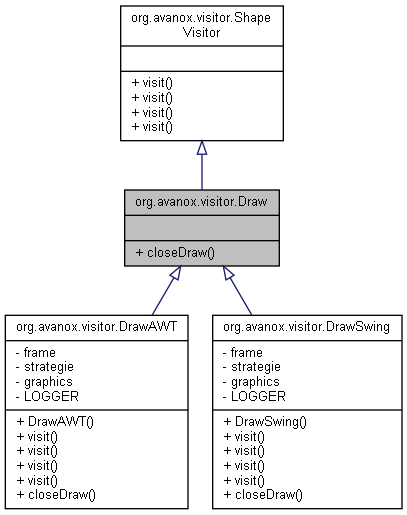 org.avanox.visitor.Shape
Visitor
+ visit()
+ visit()
+ visit()
+ visit()
org.avanox.visitor.Draw
+ closeDraw()
org.avanox.visitor.DrawAWT
- frame
- strategie
- graphics
- LOGGER
+ DrawAWT()
+ visit()
+ visit()
+ visit()
+ visit()
+ closeDraw()
org.avanox.visitor.DrawSwing
- frame
- strategie
- graphics
- LOGGER
+ DrawSwing()
+ visit()
+ visit()
+ visit()
+ visit()
+ closeDraw()